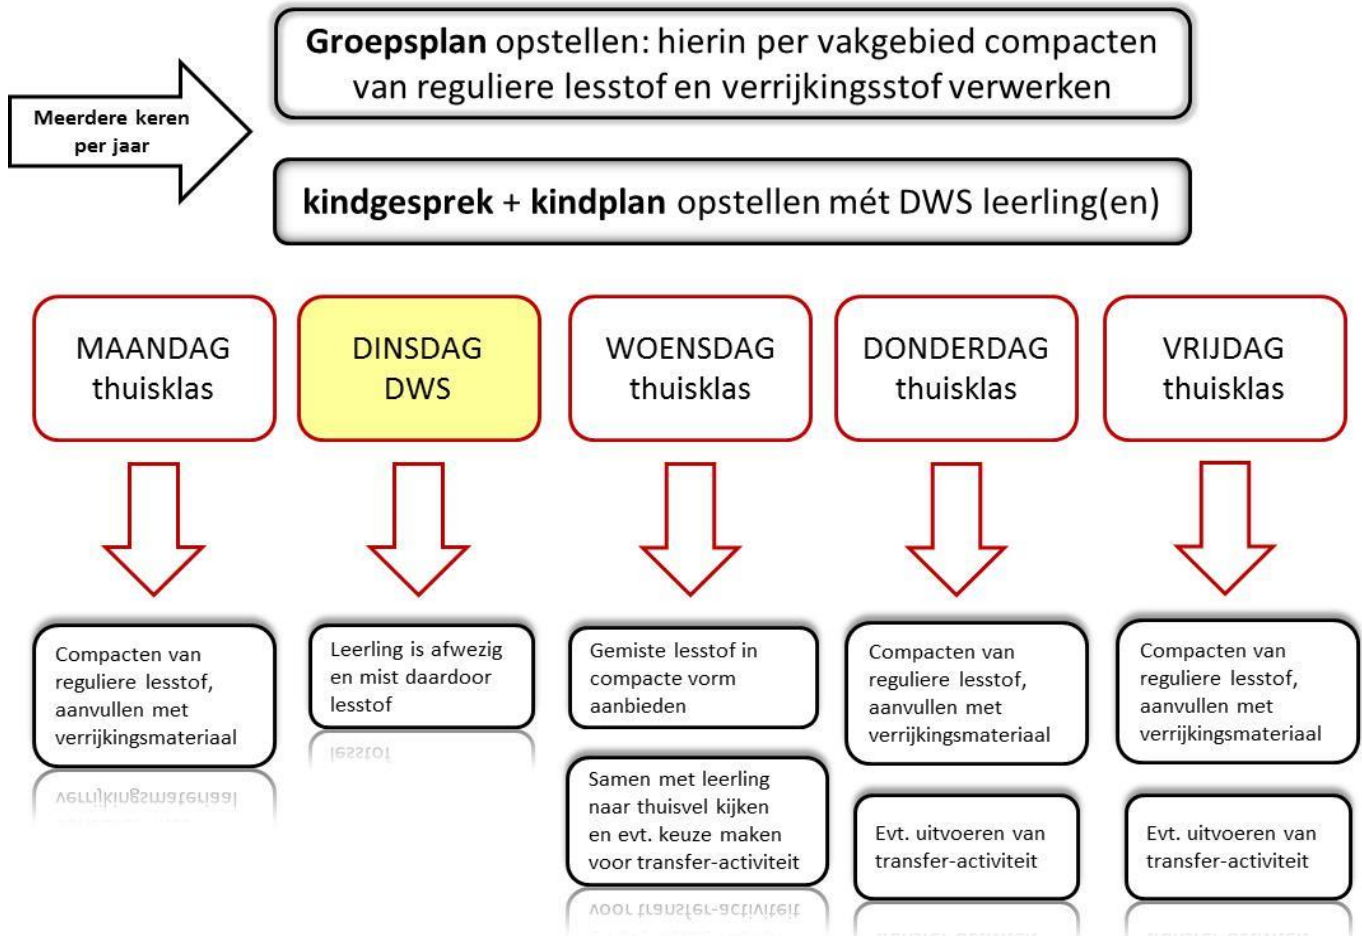 Groepsplan opstellen: hierin per vakgebied compacten
van reguliere lesstof en verrijkingsstof verwerken
Meerdere keren
per jaar
kindgesprek + kindplan opstellen mét DWS leerling(en)
MAANDAG
thuisklas
DINSDAG
DWS
WOENSDAG
thuisklas
DONDERDAG
thuisklas
VRIJDAG
thuisklas
Compacten van
reguliere lesstof,
aanvullen met
verrijkingsmateriaal
Leerling is afwezig
en mist daardoor
lesstof
Gemiste lesstof in
compacte vorm
aanbieden
Samen met leerling
naar thuisvel kijken
en evt. keuze maken
voor transfer-activiteit
Compacten van
reguliere lesstof,
aanvullen met
verrijkingsmateriaal
Evt. uitvoeren van
transfer-activiteit
Compacten van
reguliere lesstof,
aanvullen met
verrijkingsmateriaal
Evt. uitvoeren van
transfer-activiteit